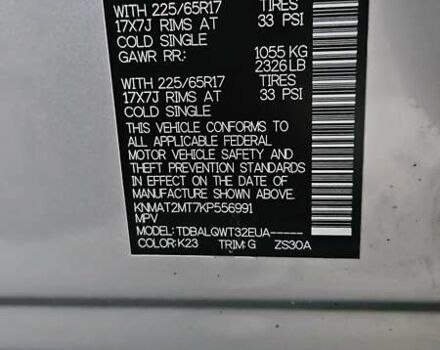 WITH 225/65R17 TIRES
17X7J RIMS AT 33 PSI
COLD SINGLE
GAWR RR: 1055 KG
2326 LB
WITH 225/65R17 TIRES
17X7J RIMS AT 33 PSI
COLD SINGLE
THIS VEHICLE CONFORMS TO
ALL APPLICABLE FEDERAL
MOTOR VEHICLE SAFETY AND
THEFT PREVENTION STANDARDS
IN EFFECT ON THE DATE OF
MANUFACTURE SHOWN ABOVE.
KNMAT2MT7KP556991
MPV
MODEL: TDBALQWT32EUA-----
COLOR: K23 TRIM: G ZS30A